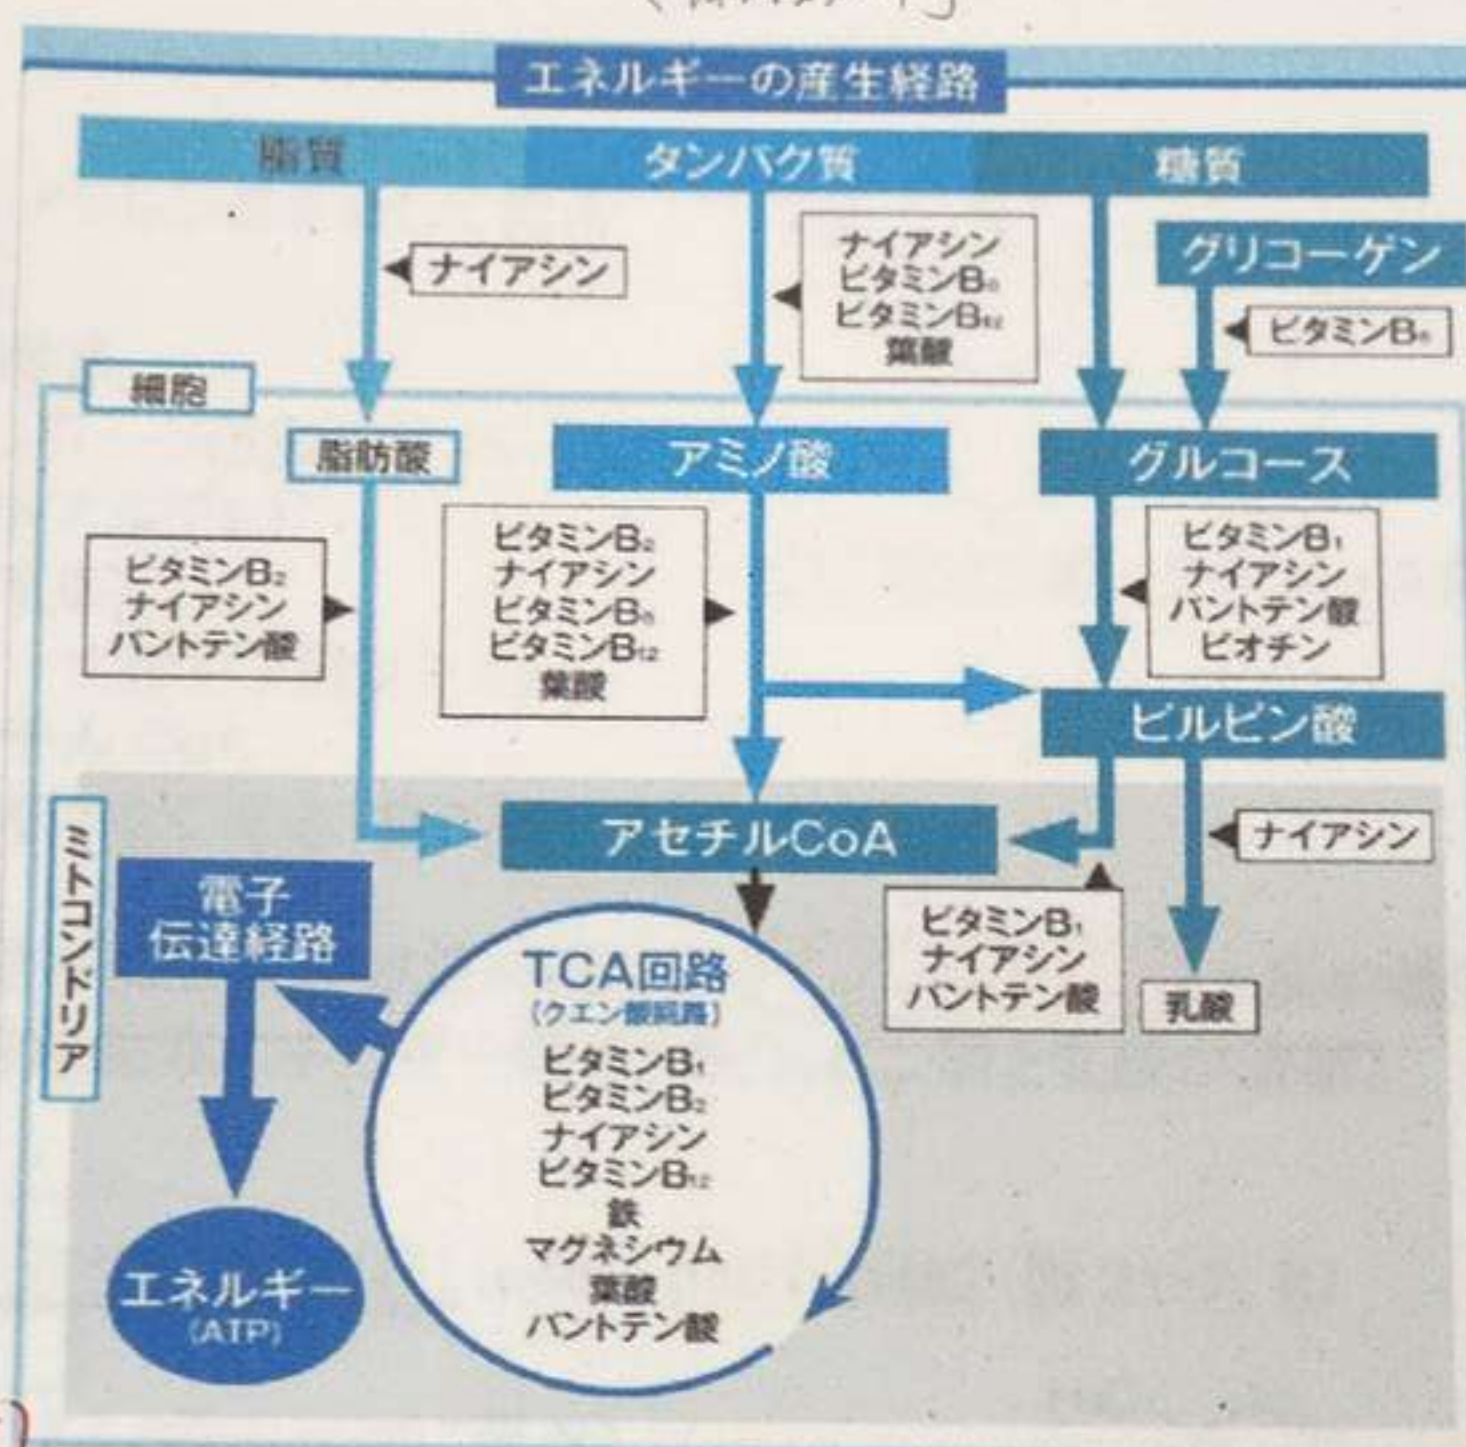 エネルギーの産生経路
脂質
タンパク質
糖質
ナイアシン
ナイアシン
ビタミンB₆
ビタミンB₁₂
葉酸
グリコーゲン
ビタミンB₆
細胞
脂肪酸
アミノ酸
グルコース
ビタミンB₂
ナイアシン
パントテン酸
ビタミンB₂
ナイアシン
ビタミンB₆
ビタミンB₁₂
葉酸
ビタミンB₁
ナイアシン
パントテン酸
ビオチン
ピルビン酸
ミトコンドリア
アセチルCoA
ナイアシン
電子
伝達経路
ビタミンB₁
ナイアシン
パントテン酸
乳酸
TCA回路
(クエン酸回路)
ビタミンB₁
ビタミンB₂
ナイアシン
ビタミンB₁₂
鉄
マグネシウム
葉酸
パントテン酸
エネルギー
(ATP)